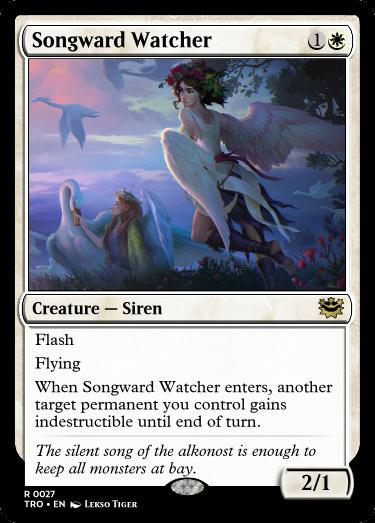 Songward Watcher 1
Creature — Siren
Flash
Flying
When Songward Watcher enters, another
target permanent you control gains
indestructible until end of turn.
The silent song of the alkonost is enough to
keep all monsters at bay.
2/1
R 0027
TRO • EN Lekso Tiger